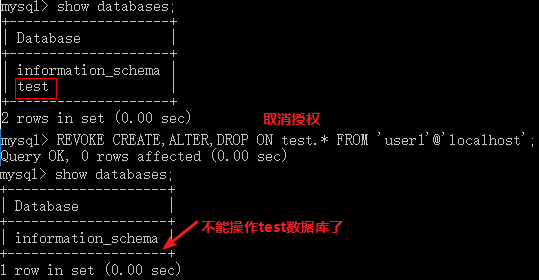 mysql> show databases;
+--------------------+
| Database           |
+--------------------+
| information_schema |
| test               |
+--------------------+
2 rows in set (0.00 sec)
取消授权
mysql> REVOKE CREATE,ALTER,DROP ON test.* FROM 'user1'@'localhost';
Query OK, 0 rows affected (0.00 sec)
mysql> show databases;
+--------------------+
| Database           |
+--------------------+
| information_schema |
+--------------------+
不能操作test数据库了
1 row in set (0.00 sec)